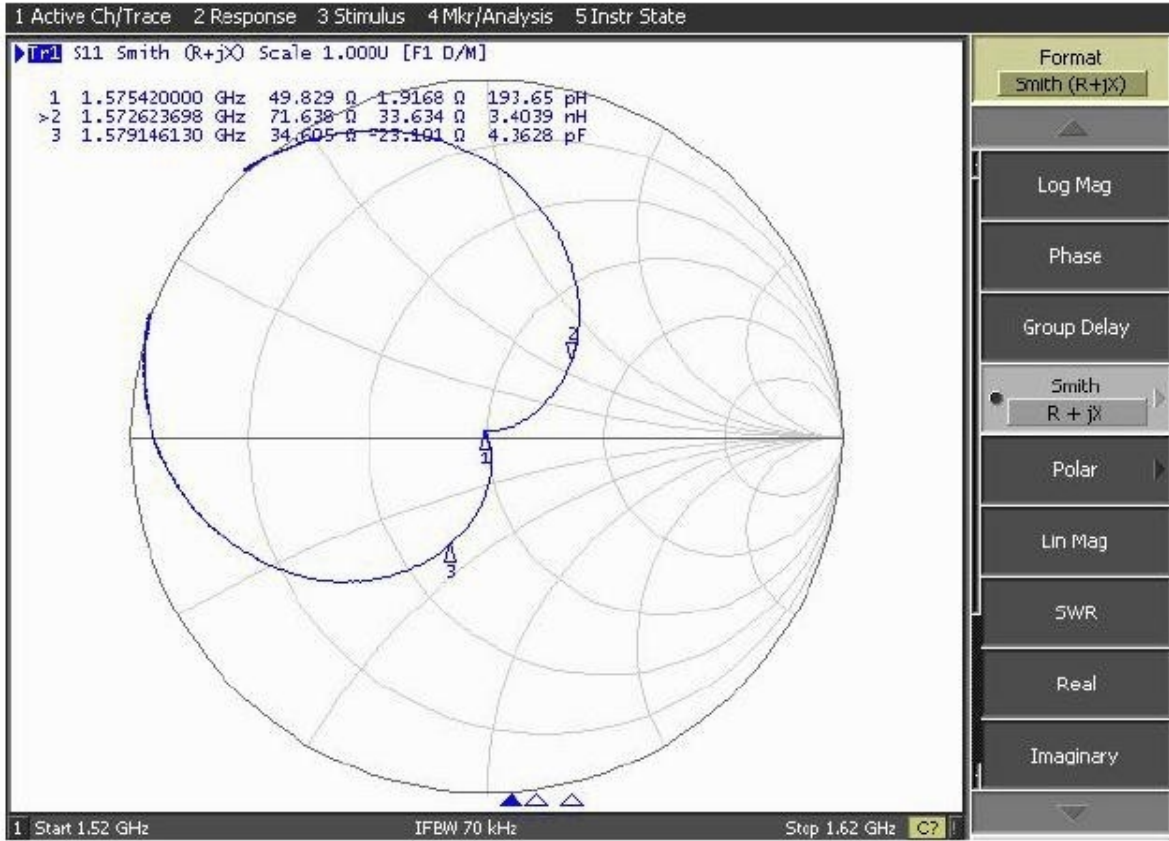 1 Active Ch/Trace 2 Response 3 Stimulus 4 Mkr/Analysis 5 Instr State
Tr1 S11 Smith (R+jX) Scale 1.000U [F1 D/M]
1 1.575420000 GHz 49.829 Ω 1.9168 Ω 193.65 pH
>2 1.572623698 GHz 71.638 Ω 33.634 Ω 3.4039 nH
3 1.579146130 GHz 34.605 Ω -23.101 Ω 4.3628 pF
2
1
3
1 Start 1.52 GHz IFBW 70 kHz Stop 1.62 GHz C? !
Format
Smith (R+jX)
Log Mag
Phase
Group Delay
Smith
R + jX
Polar
Lin Mag
SWR
Real
Imaginary